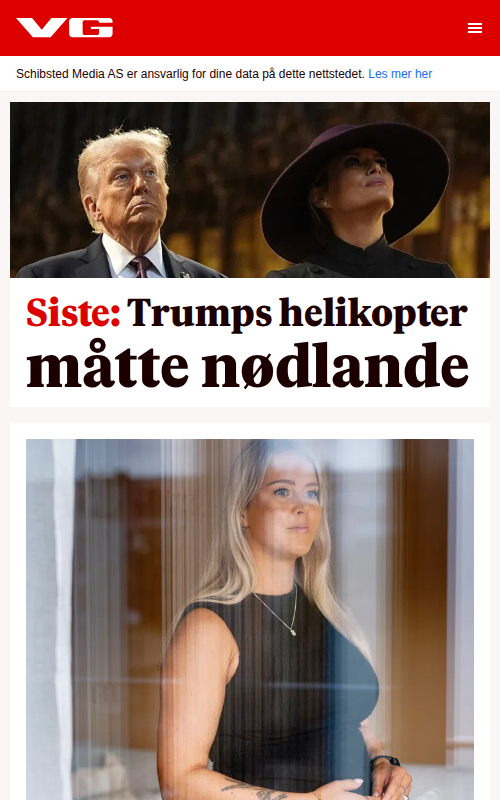 VG
Schibsted Media AS er ansvarlig for dine data på dette nettstedet. Les mer her
Siste: Trumps helikopter
måtte nødlande